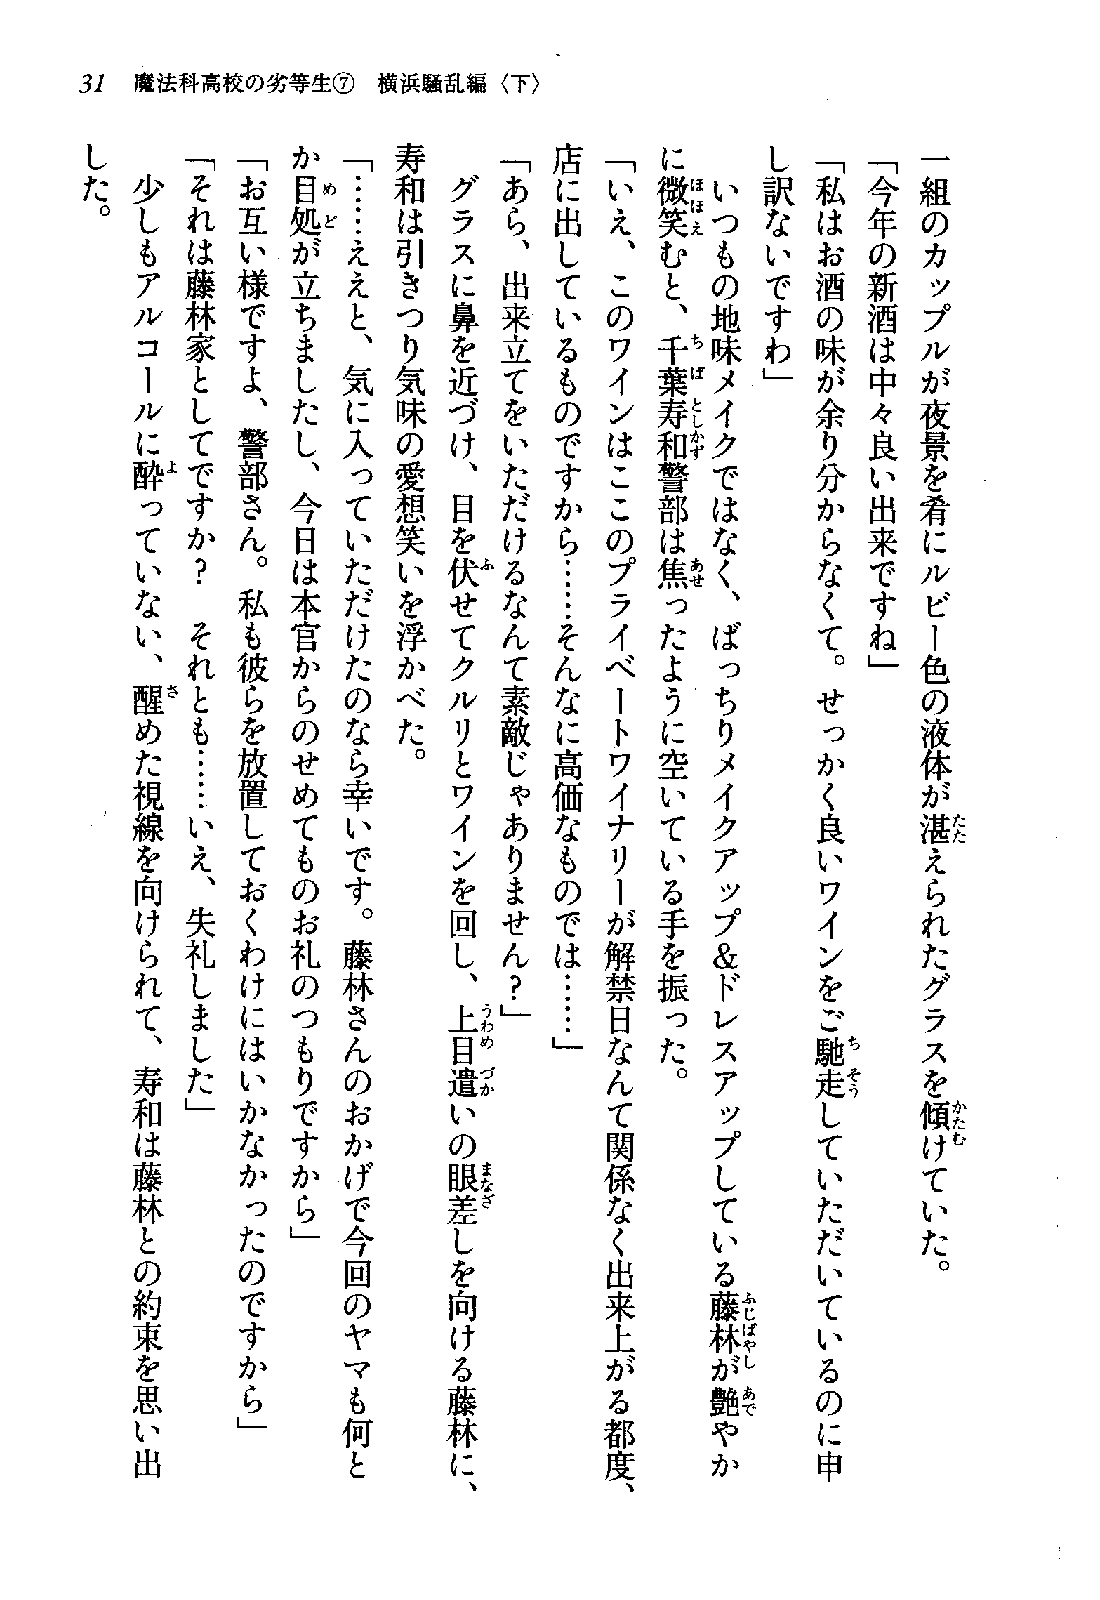 31 魔法科高校の劣等生⑦ 横浜騒乱編〈下〉
一組のカップルが夜景を肴にルビー色の液体が湛えられたグラスを傾けていた。
「今年の新酒は中々良い出来ですね」
「私はお酒の味が余り分からなくて。せっかく良いワインをご馳走していただいているのに申
し訳ないですわ」
いつもの地味メイクではなく、ばっちりメイクアップ＆ドレスアップしている藤林が艶やか
に微笑むと、千葉寿和警部は焦ったように空いている手を振った。
「いえ、このワインはここのプライベートワイナリーが解禁日なんて関係なく出来上がる都度、
店に出しているものですから……そんなに高価なものでは……」
「あら、出来立てをいただけるなんて素敵じゃありません？」
グラスに鼻を近づけ、目を伏せてクルリとワインを回し、上目遣いの眼差しを向ける藤林に、
寿和は引きつり気味の愛想笑いを浮かべた。
「……ええと、気に入っていただけたのなら幸いです。藤林さんのおかげで今回のヤマも何と
か目処が立ちましたし、今日は本官からのせめてものお礼のつもりですから」
「お互い様ですよ、警部さん。私も彼らを放置しておくわけにはいかなかったのですから」
「それは藤林家としてですか？　それとも……いえ、失礼しました」
少しもアルコールに酔っていない、醒めた視線を向けられて、寿和は藤林との約束を思い出
した。